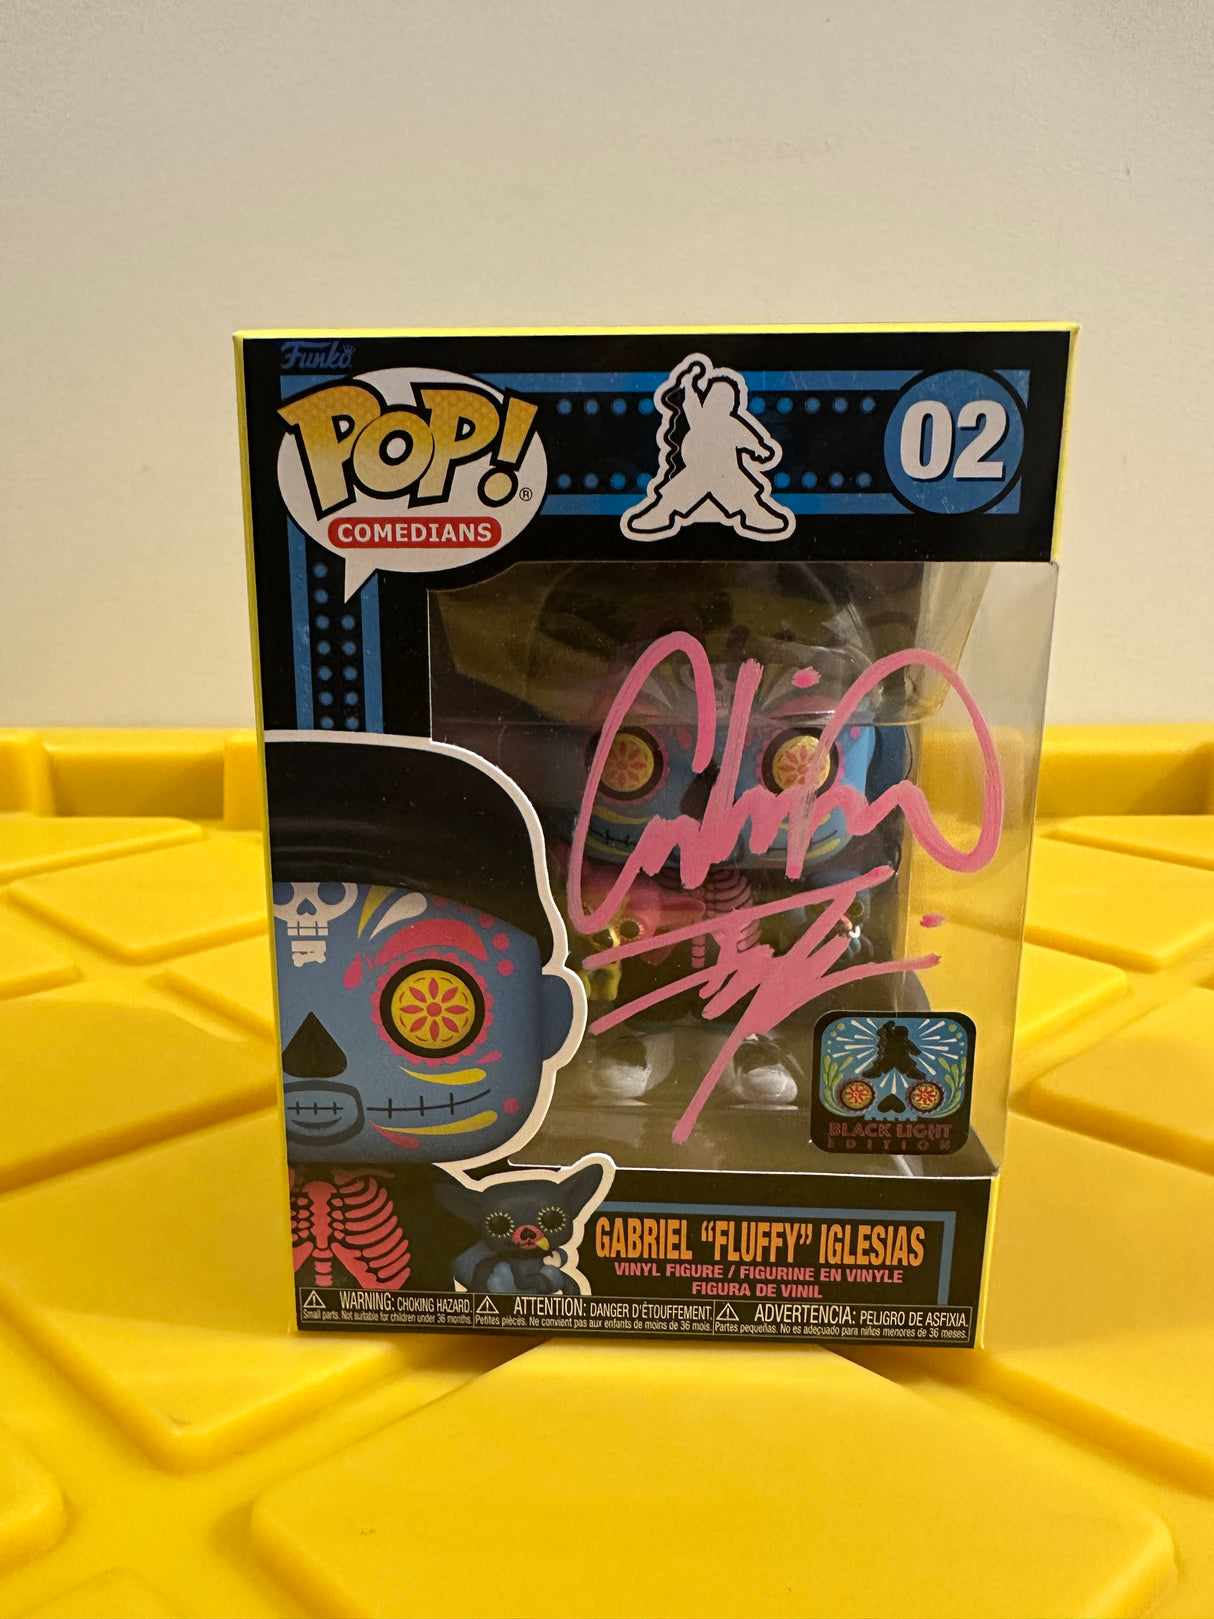 Funko
POP!®
COMEDIANS
02
BLACK LIGHT
EDITION
GABRIEL “FLUFFY” IGLESIAS
VINYL FIGURE / FIGURINE EN VINYLE
FIGURA DE VINIL
WARNING: CHOKING HAZARD.
Small parts. Not suitable for children under 36 months.
ATTENTION: DANGER D'ÉTOUFFEMENT.
Petites pièces. Ne convient pas aux enfants de moins de 36 mois.
ADVERTENCIA: PELIGRO DE ASFIXIA.
Partes pequeñas. No es adecuado para niños menores de 36 meses.